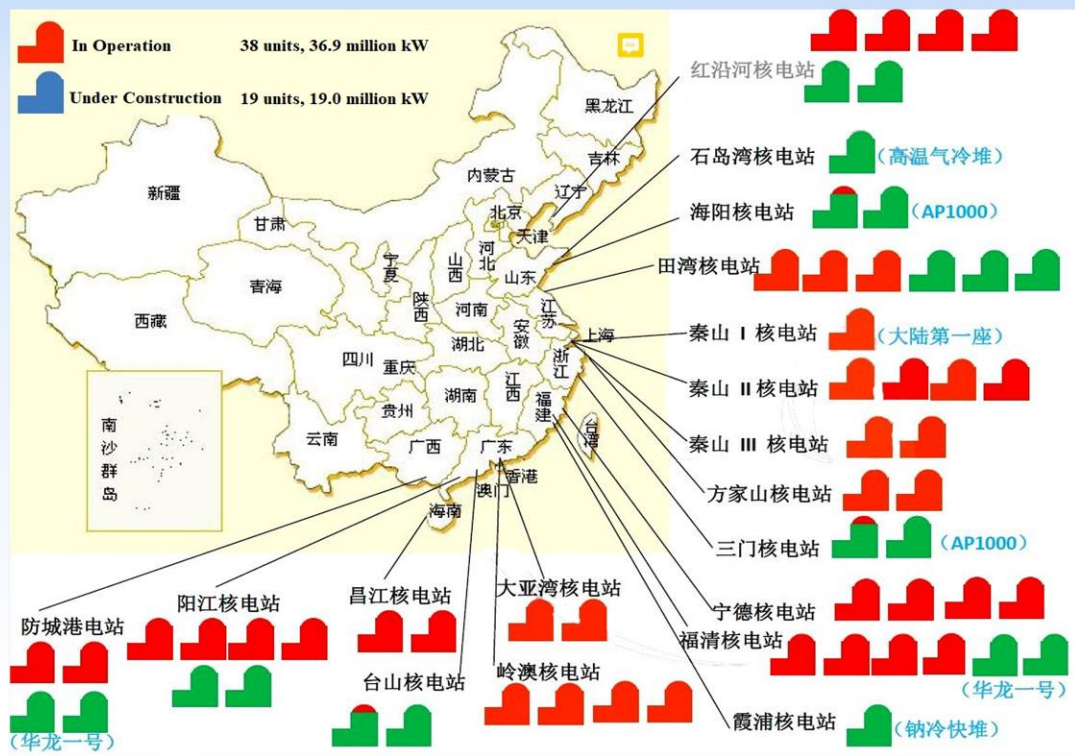 In Operation 38 units, 36.9 million kW
Under Construction 19 units, 19.0 million kW
红沿河核电站
石岛湾核电站
(高温气冷堆)
海阳核电站
(AP1000)
田湾核电站
秦山 I 核电站
(大陆第一座)
秦山 II 核电站
秦山 III 核电站
方家山核电站
三门核电站
(AP1000)
宁德核电站
福清核电站
(华龙一号)
霞浦核电站
(钠冷快堆)
黑龙江
吉林
辽宁
内蒙古
新疆
甘肃
北京
天津
河北
山西
宁夏
青海
陕西
山东
河南
江苏
西藏
安徽
上海
四川
重庆
湖北
浙江
湖南
江西
贵州
福建
云南
广西
广东
台湾
香港
澳门
海南
南沙群岛
防城港电站
(华龙一号)
阳江核电站
昌江核电站
台山核电站
大亚湾核电站
岭澳核电站